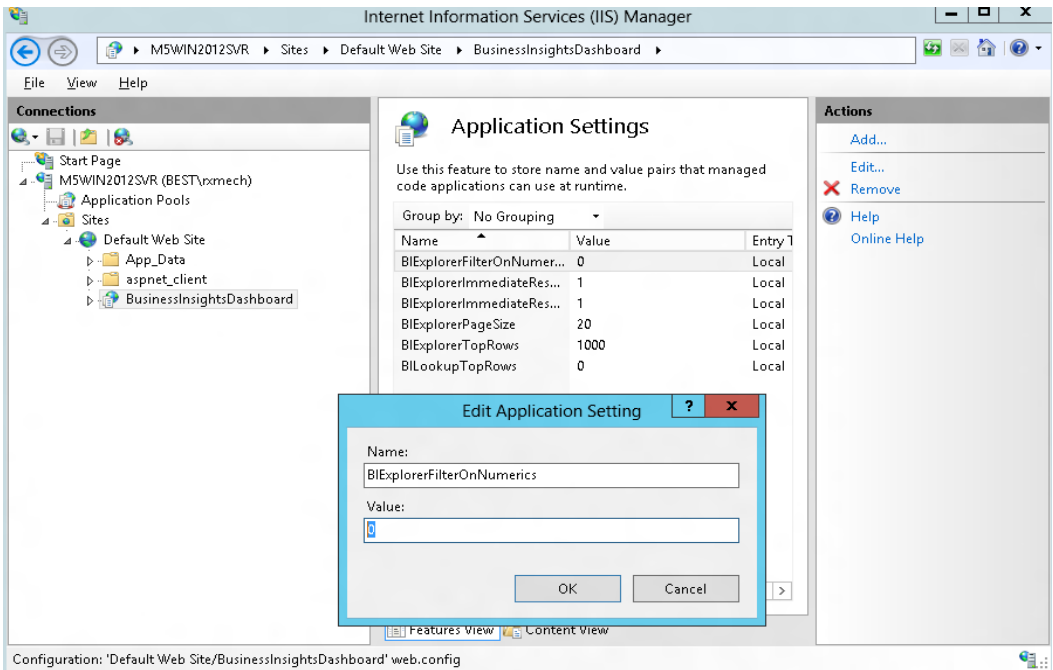 Internet Information Services (IIS) Manager
M5WIN2012SVR Sites Default Web Site BusinessInsightsDashboard
File View Help
Connections
Start Page
M5WIN2012SVR (BEST\rxmech)
Application Pools
Sites
Default Web Site
App_Data
aspnet_client
BusinessInsightsDashboard
Application Settings
Use this feature to store name and value pairs that managed
code applications can use at runtime.
Group by: No Grouping
Name Value Entry T
BIExplorerFilterOnNumer... 0 Local
BIExplorerImmediateRes... 1 Local
BIExplorerImmediateRes... 1 Local
BIExplorerPageSize 20 Local
BIExplorerTopRows 1000 Local
BILookupTopRows 0 Local
Edit Application Setting
Name:
BIExplorerFilterOnNumerics
Value:
0
OK Cancel
Features View Content View
Actions
Add...
Edit...
Remove
Help
Online Help
Configuration: 'Default Web Site/BusinessInsightsDashboard' web.config